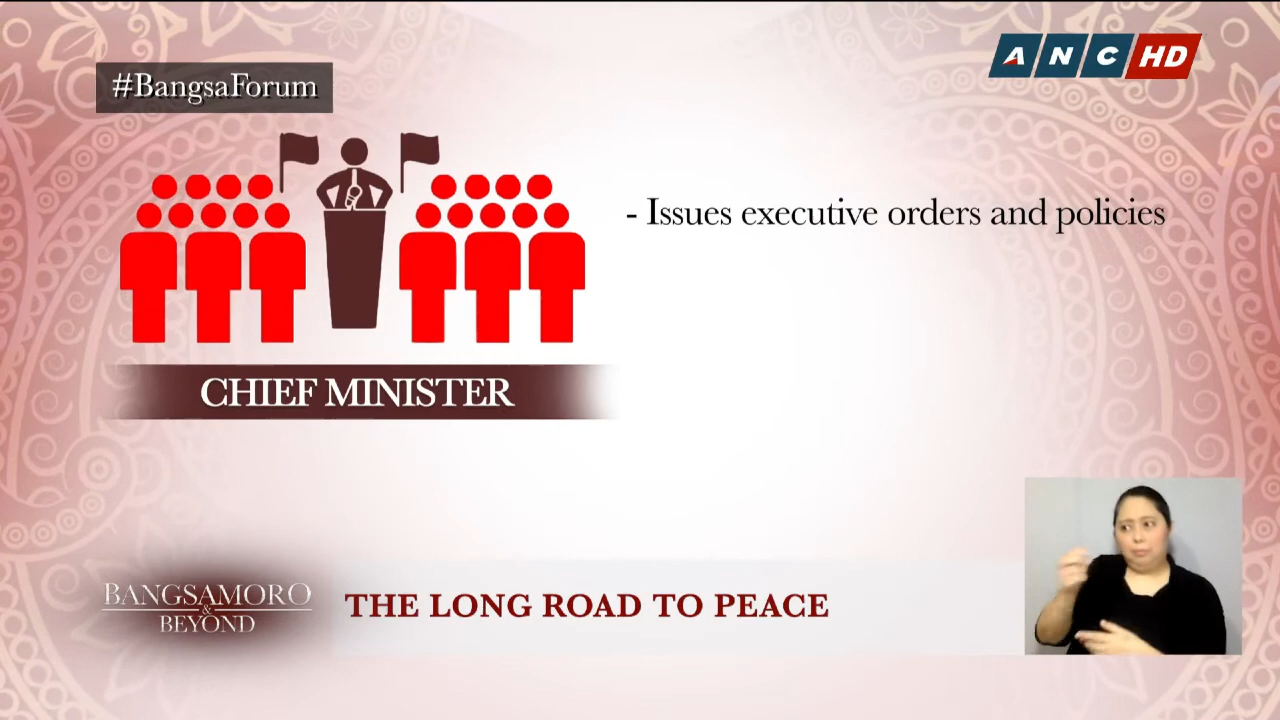 ANC HD
#BangsaForum
- Issues executive orders and policies
CHIEF MINISTER
BANGSAMORO
&
BEYOND
THE LONG ROAD TO PEACE